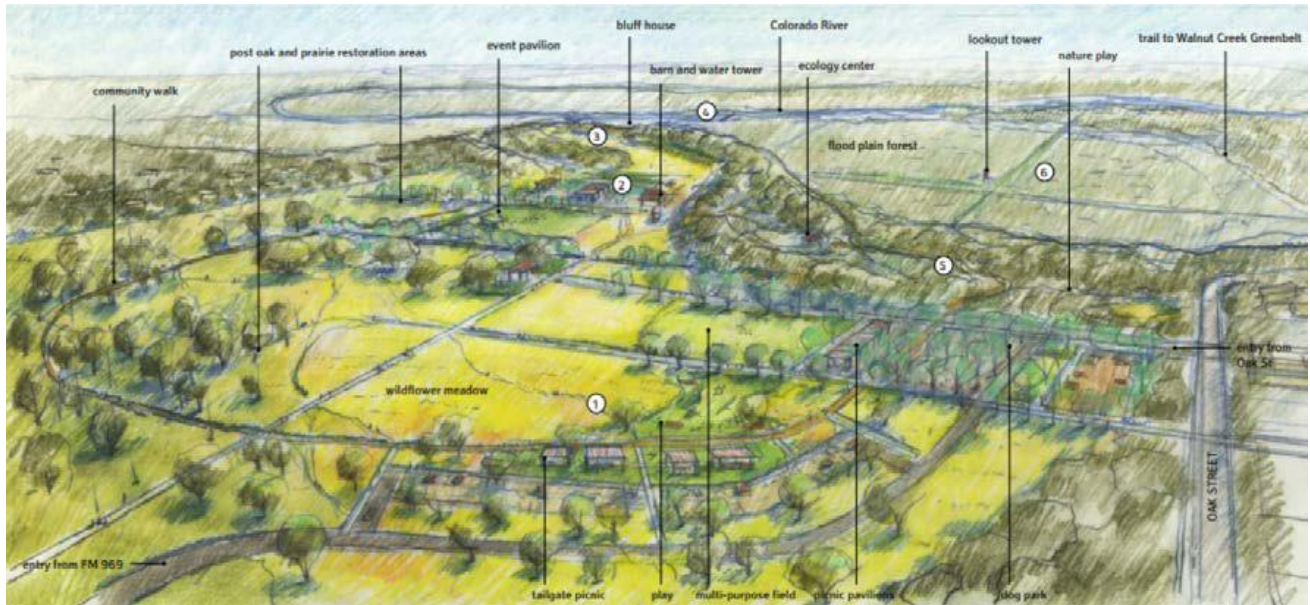 bluff house
Colorado River
lookout tower
trail to Walnut Creek Greenbelt
post oak and prairie restoration areas
event pavilion
nature play
barn and water tower
ecology center
community walk
4
3
flood plain forest
6
2
5
entry from
Oak St
wildflower meadow
1
OAK STREET
entry from FM 969
tailgate picnic
play
multi-purpose field
picnic pavilions
dog park